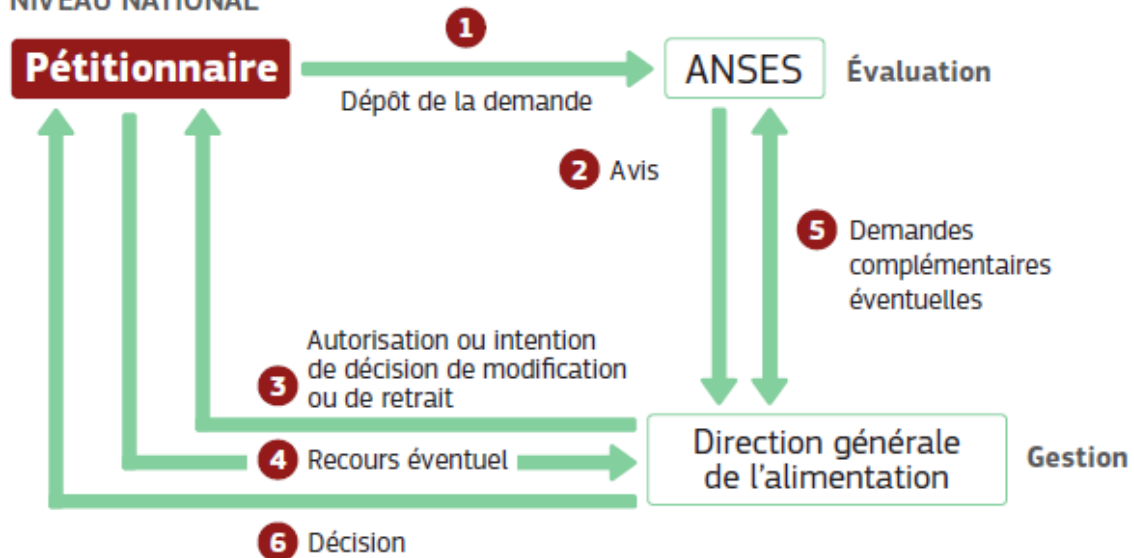 NIVEAU NATIONAL
1
Pétitionnaire
ANSES
Évaluation
Dépôt de la demande
2 Avis
5 Demandes
complémentaires
éventuelles
Autorisation ou intention
de décision de modification
ou de retrait
3
4 Recours éventuel
Direction générale
de l'alimentation
Gestion
6 Décision